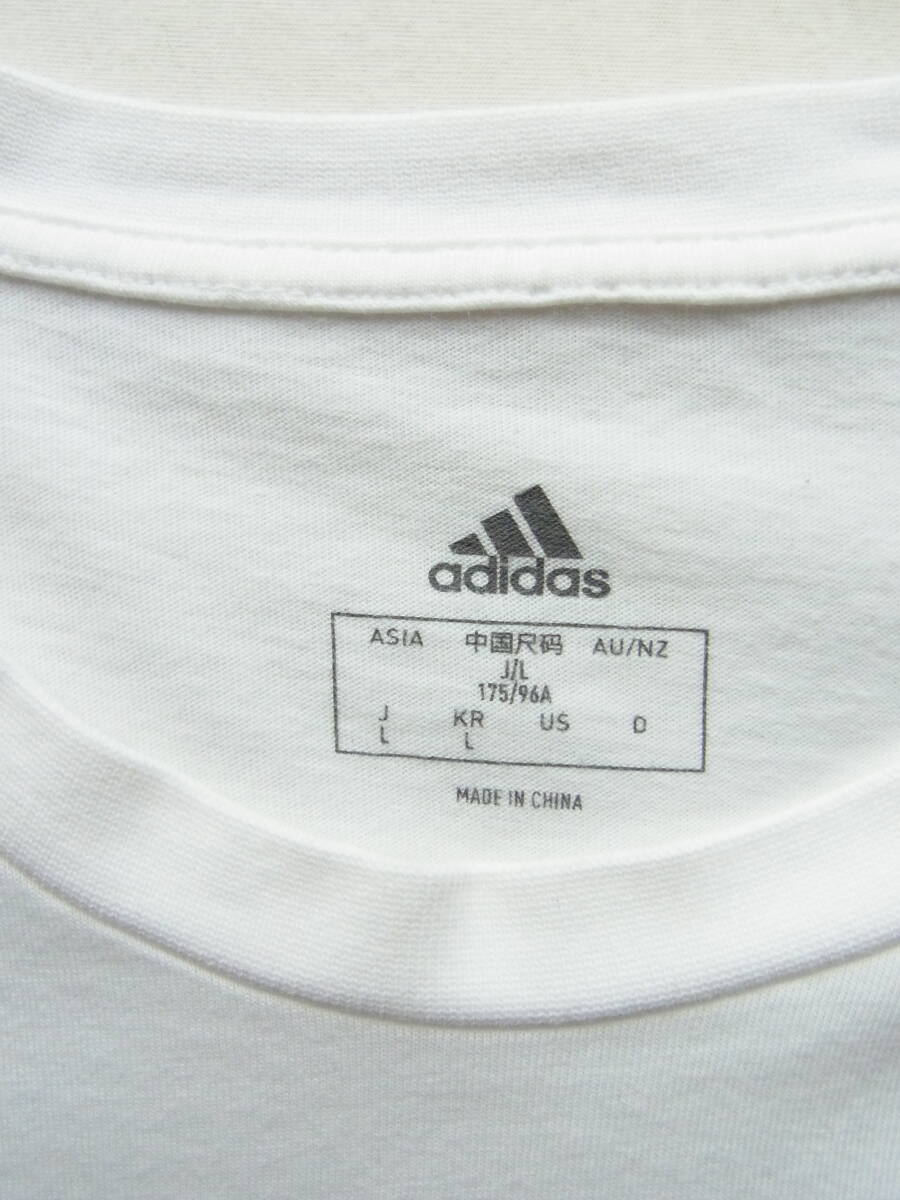 adidas
ASIA 中国尺码 AU/NZ
J/L
175/96A
J KR US D
L L
MADE IN CHINA